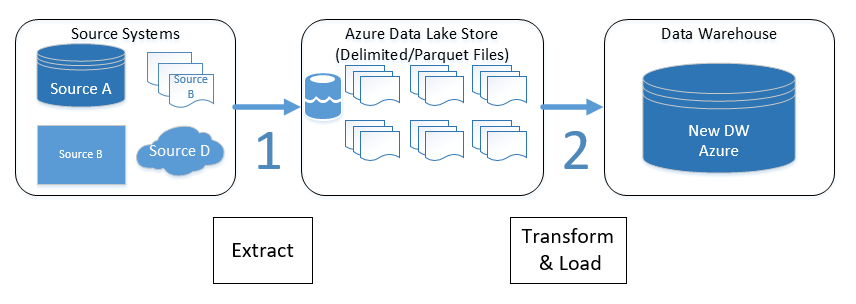 Source Systems
Source A
Source
B
Source B
Source D
1
Azure Data Lake Store
(Delimited/Parquet Files)
2
Data Warehouse
New DW
Azure
Extract
Transform
& Load